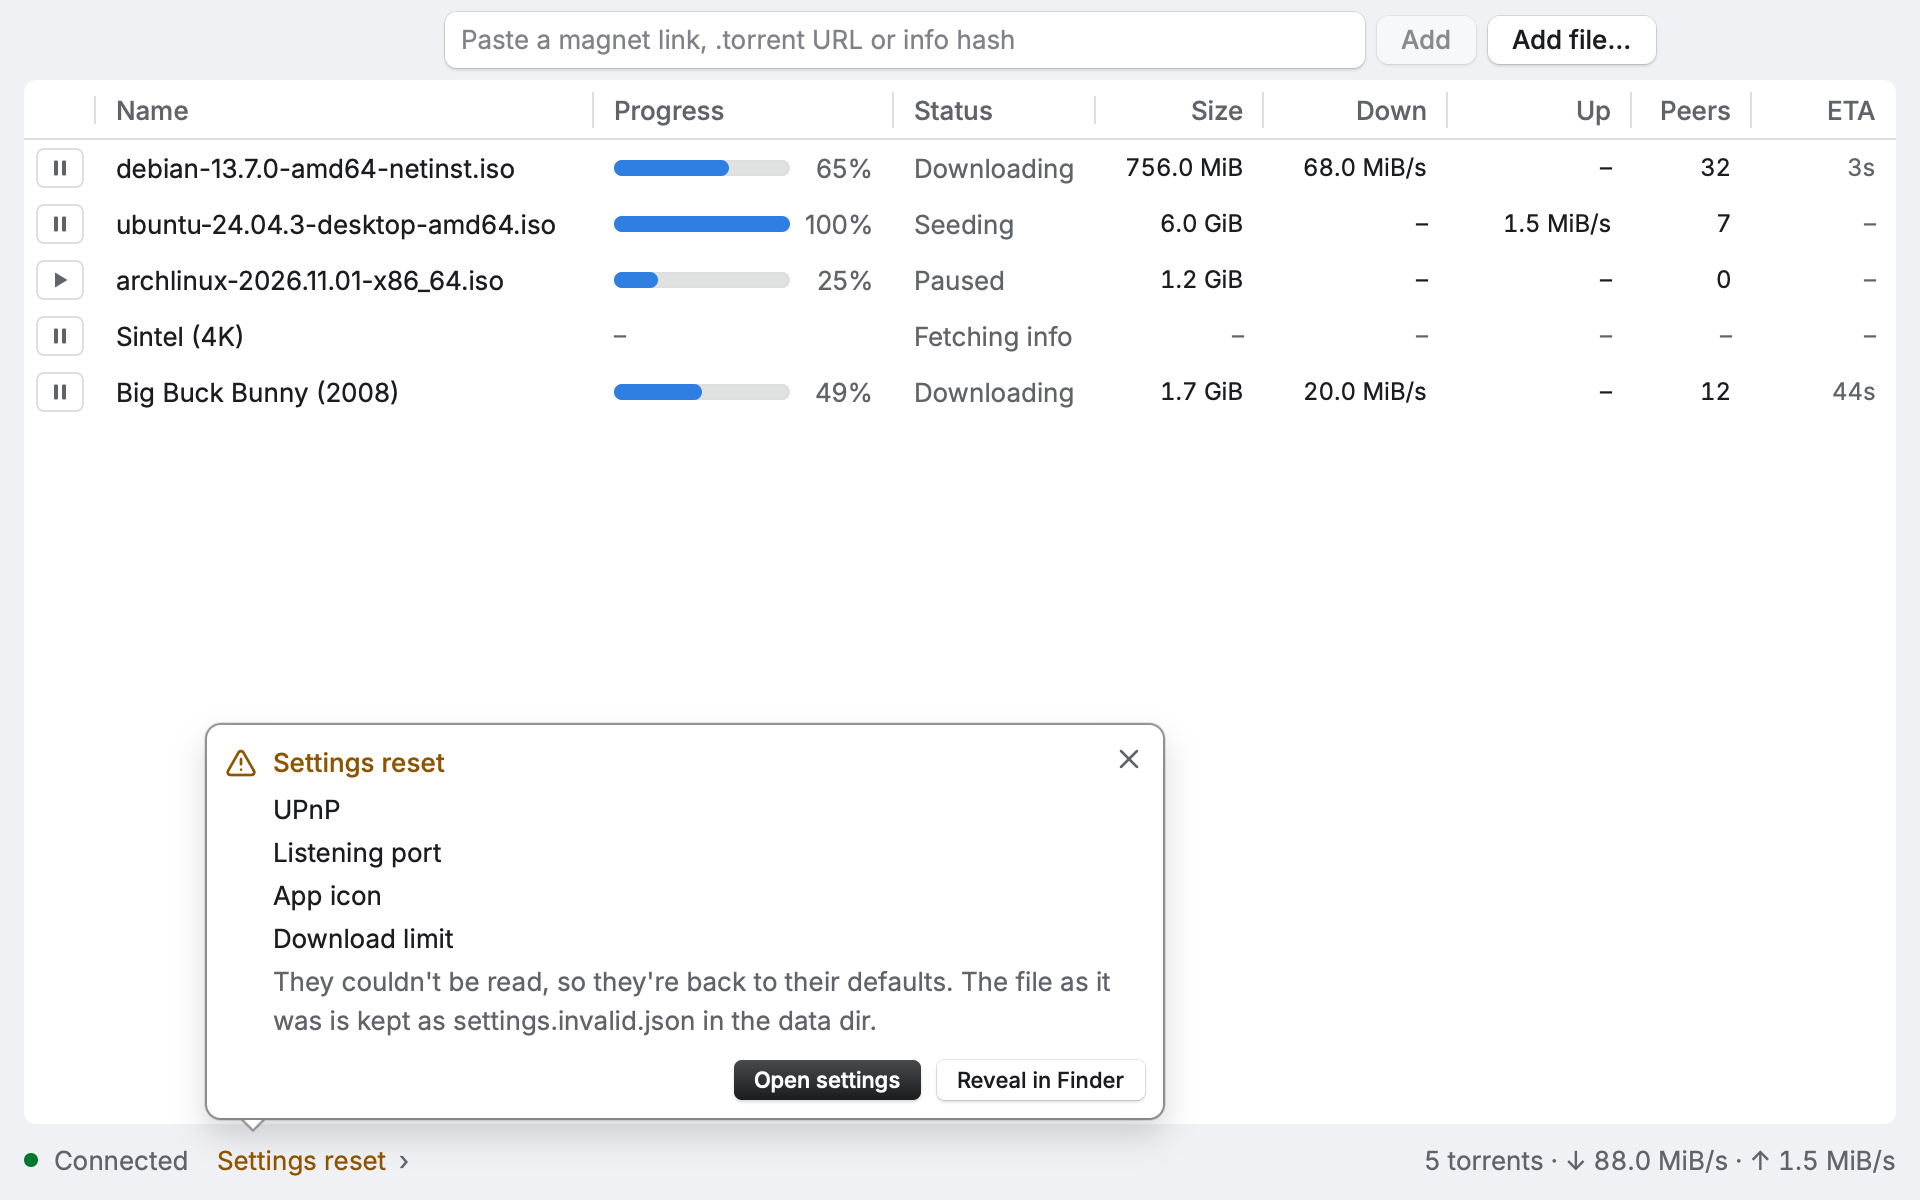 Paste a magnet link, .torrent URL or info hash Add Add file...
Name Progress Status Size Down Up Peers ETA
debian-13.7.0-amd64-netinst.iso 65% Downloading 756.0 MiB 68.0 MiB/s – 32 3s
ubuntu-24.04.3-desktop-amd64.iso 100% Seeding 6.0 GiB – 1.5 MiB/s 7 –
archlinux-2026.11.01-x86_64.iso 25% Paused 1.2 GiB – – 0 –
Sintel (4K) – Fetching info – – – – –
Big Buck Bunny (2008) 49% Downloading 1.7 GiB 20.0 MiB/s – 12 44s
Settings reset
UPnP
Listening port
App icon
Download limit
They couldn't be read, so they're back to their defaults. The file as it
was is kept as settings.invalid.json in the data dir.
Open settings Reveal in Finder
Connected Settings reset › 5 torrents · ↓ 88.0 MiB/s · ↑ 1.5 MiB/s